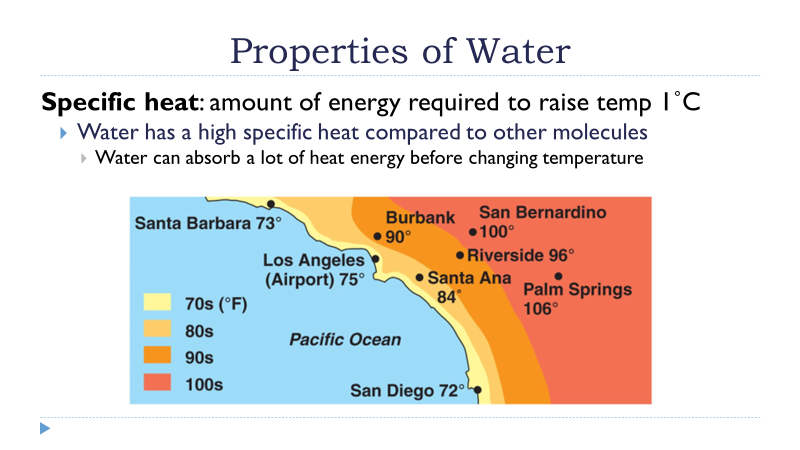 Properties of Water
Specific heat: amount of energy required to raise temp 1˚C
Water has a high specific heat compared to other molecules
Water can absorb a lot of heat energy before changing temperature
Santa Barbara 73°
Burbank
90°
San Bernardino
100°
Riverside 96°
Los Angeles
(Airport) 75°
Santa Ana
84°
Palm Springs
106°
70s (°F)
80s
90s
100s
Pacific Ocean
San Diego 72°